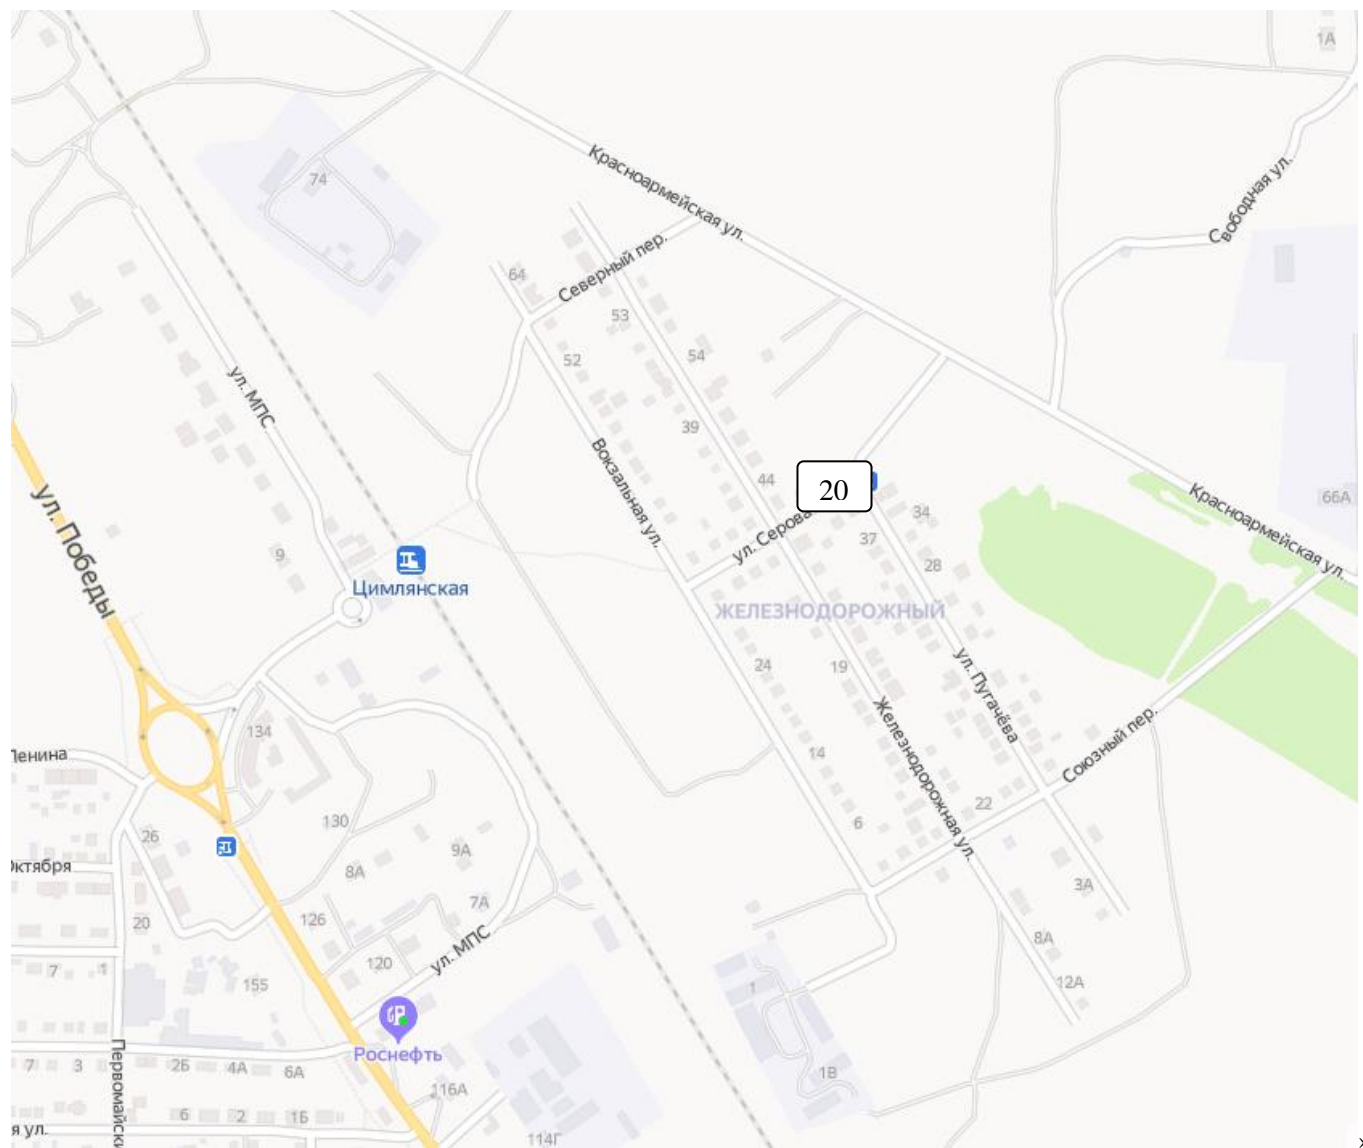 1А
Красноармейская ул.
74
Свободная ул.
Северный пер.
64
53
52
54
ул. МПС
39
Вокзальная ул.
44
20
ул. Серова
34
37
28
66А
Красноармейская ул.
ул. Победы
9
Цимлянская
ЖЕЛЕЗНОДОРОЖНЫЙ
24
19
ул. Пугачёва
Железнодорожная ул.
Союзный пер.
134
Ленина
14
22
6
130
26
9А
8А
Октября
3А
7А
126
20
8А
ул. МПС
120
7
1
155
12А
1
Роснефть
Первомайски
7
3
2Б
4А
6А
1В
116А
6
2
1Б
я ул.
114Г